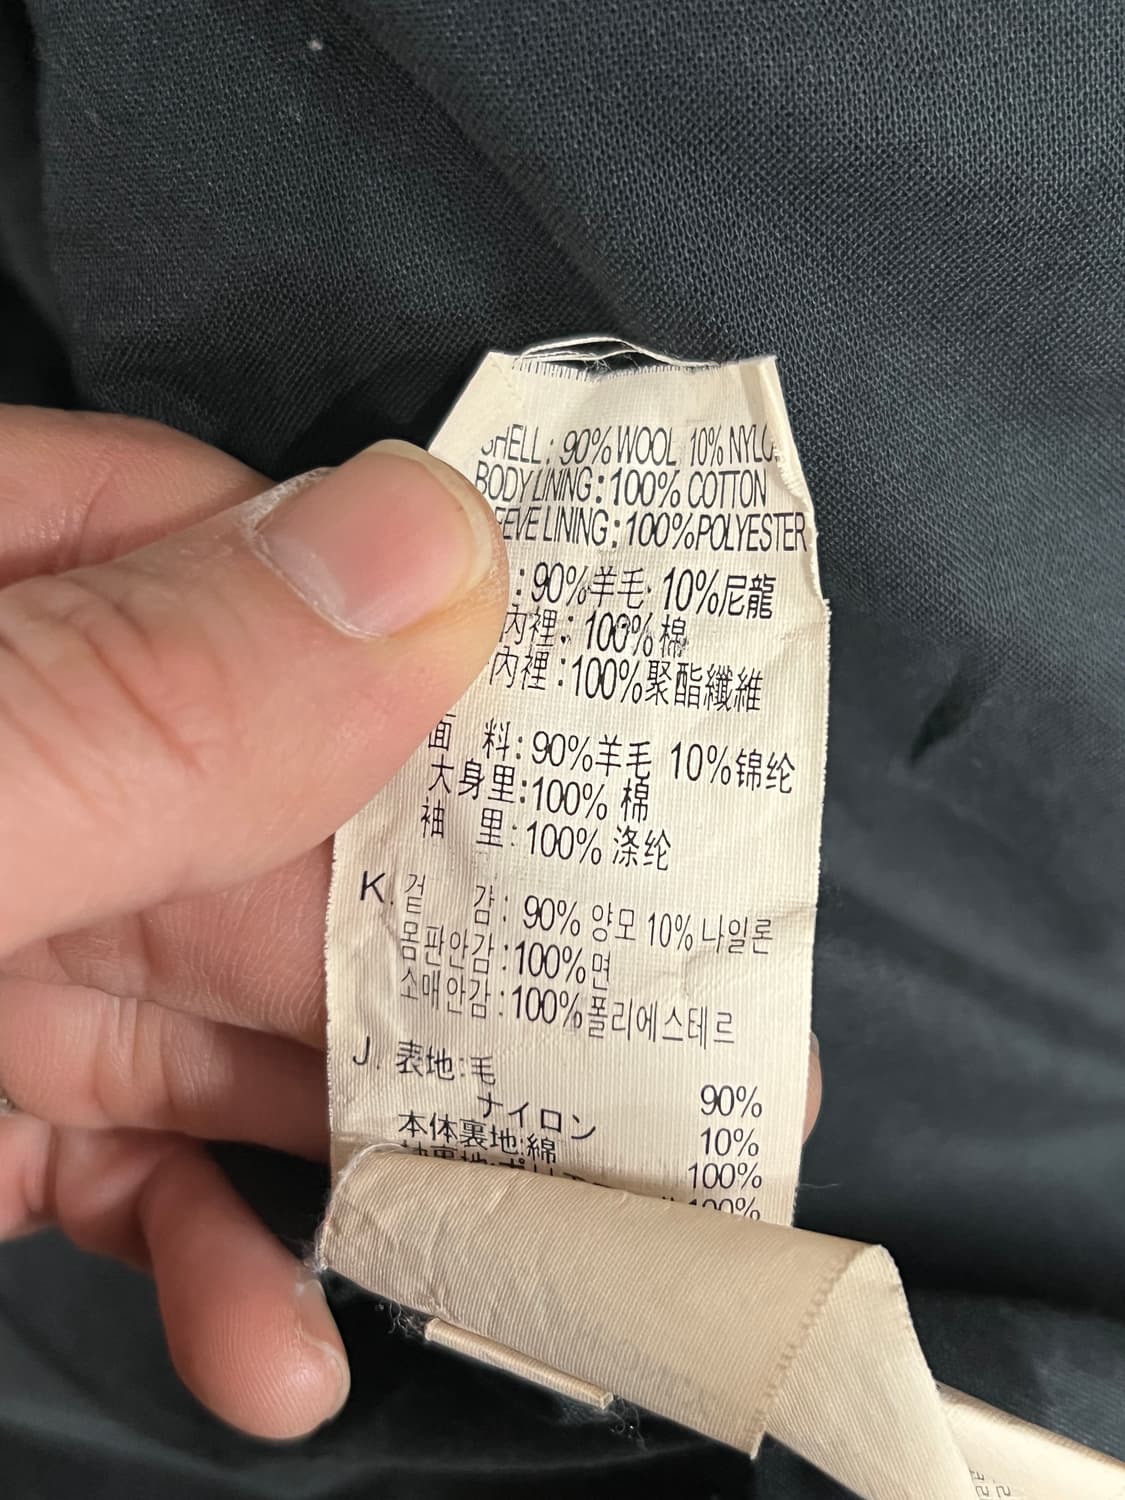 SHELL: 90% WOOL 10% NYLO
BODY LINING: 100% COTTON
EEVE LINING: 100% POLYESTER
: 90% 羊毛 10% 尼龍
內裡: 100% 棉
內裡: 100% 聚酯纖維
面 料: 90% 羊毛 10% 锦纶
大身里: 100% 棉
袖 里: 100% 涤纶
K. 겉 감: 90% 양모 10% 나일론
몸판안감: 100% 면
소매안감: 100% 폴리에스테르
J. 表地: 毛 90%
ナイロン 10%
本体裏地: 綿 100%
100%